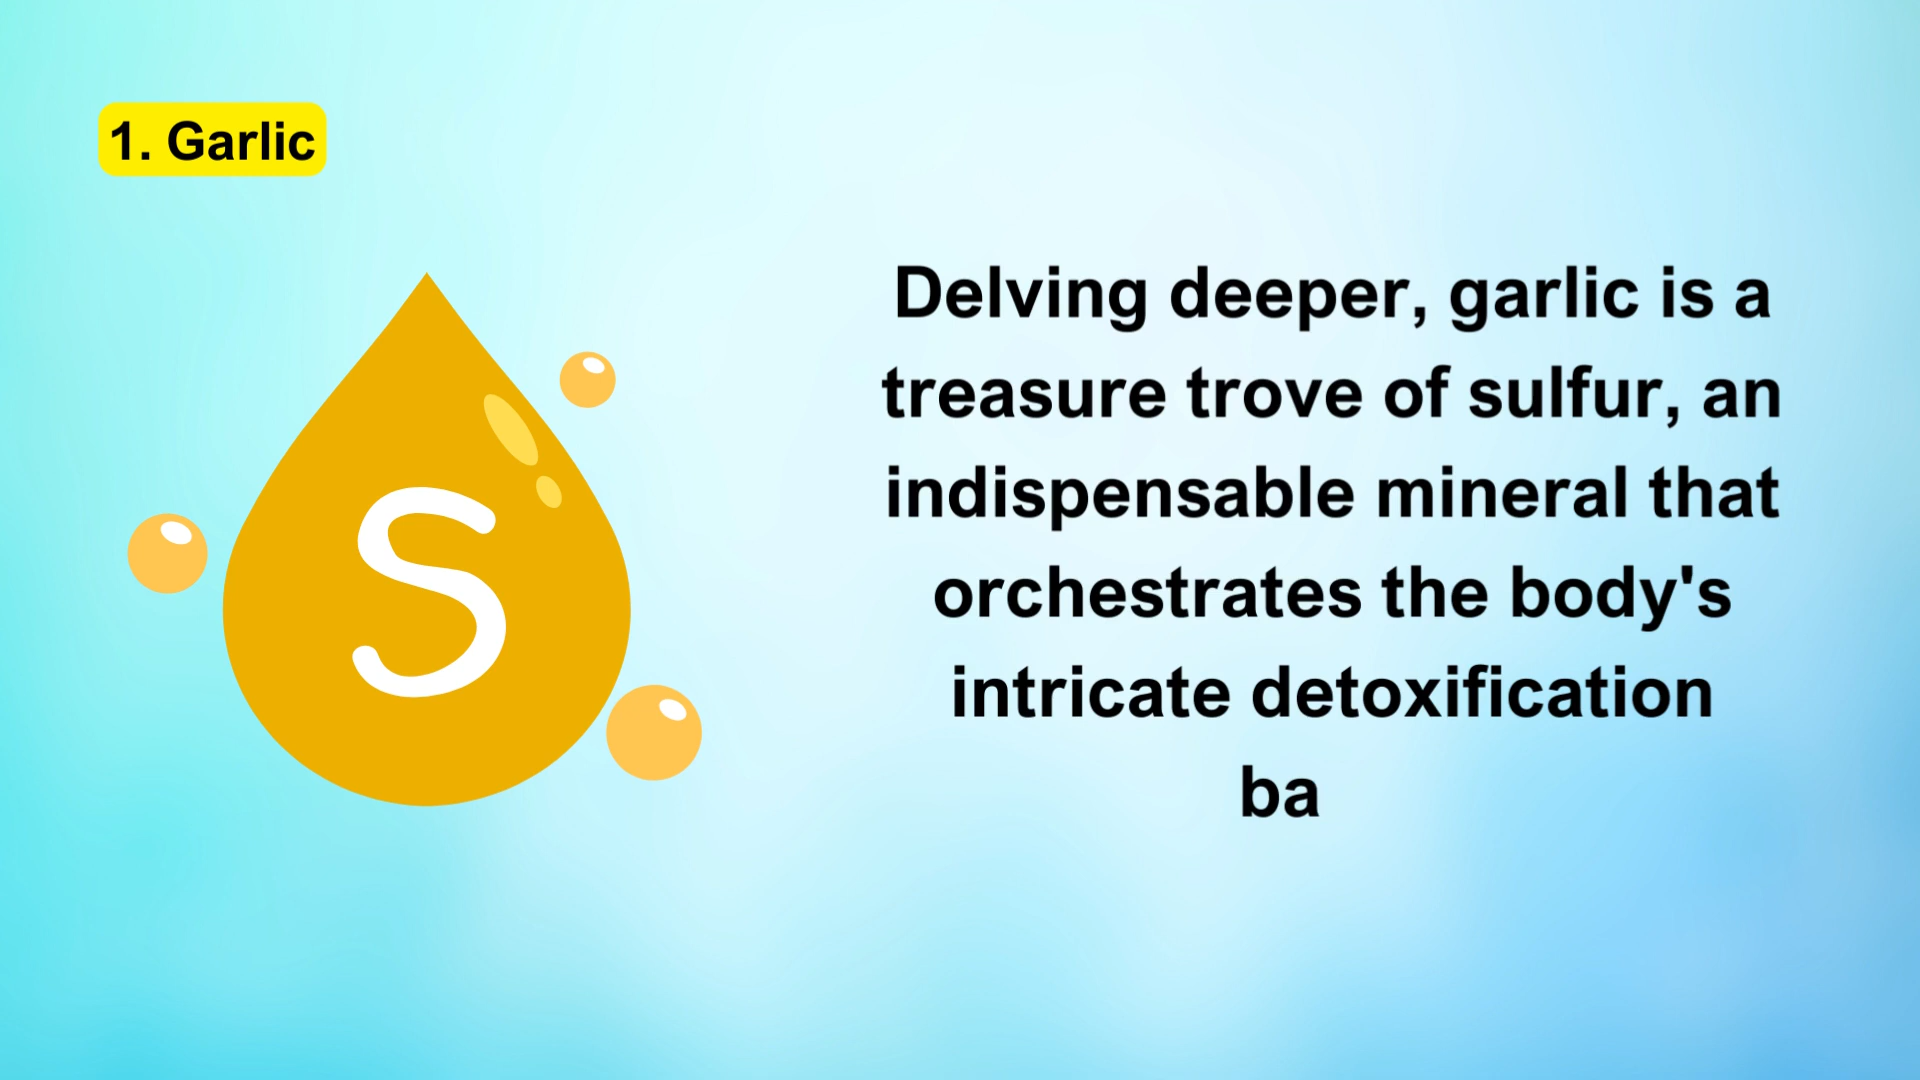 1. Garlic
S
Delving deeper, garlic is a
treasure trove of sulfur, an
indispensable mineral that
orchestrates the body's
intricate detoxification
ba